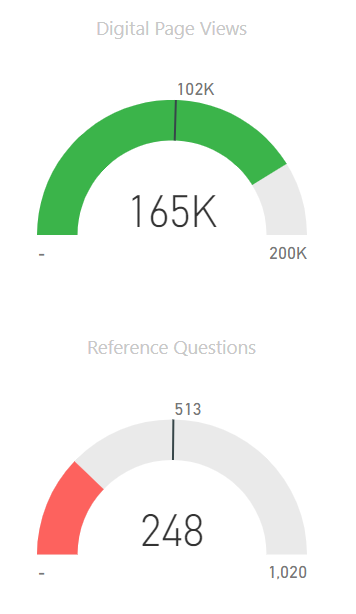 Digital Page Views
102K
165K
-
200K
Reference Questions
513
248
-
1,020